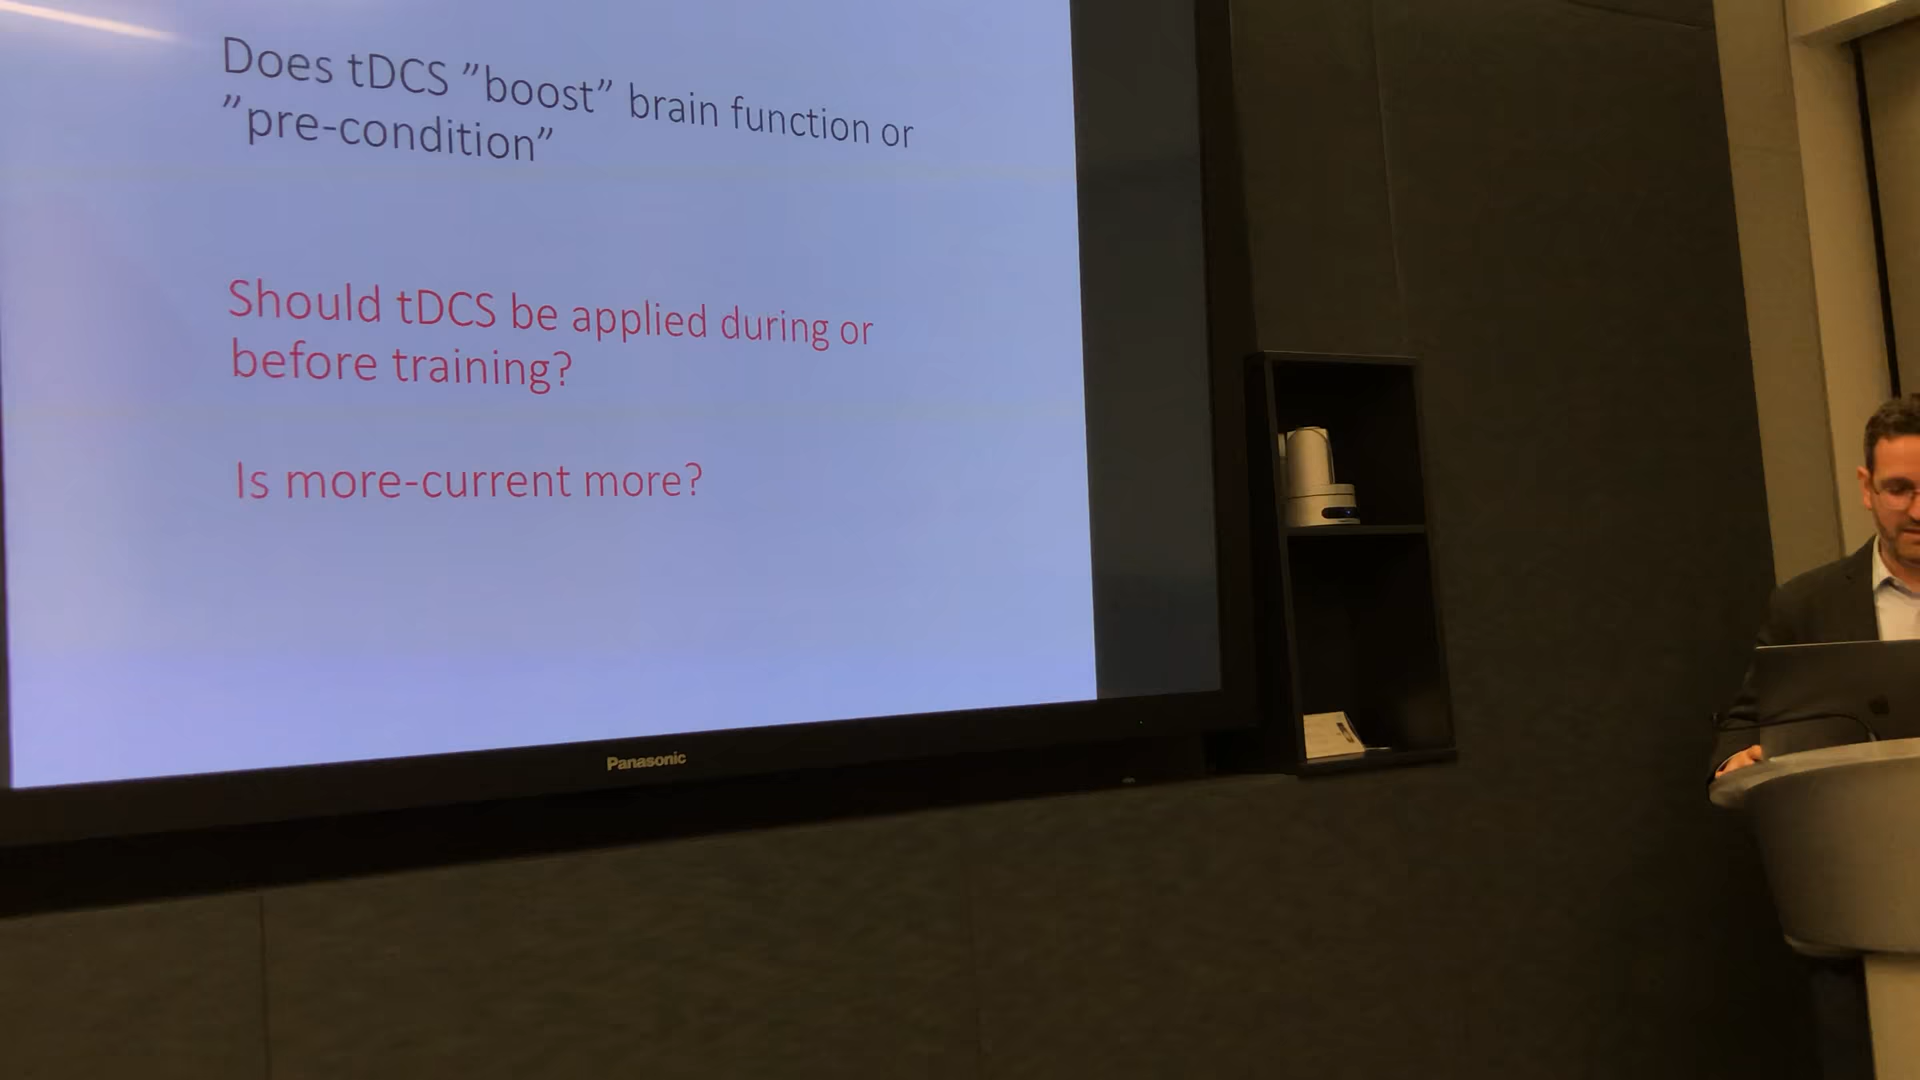 Does tDCS ”boost” brain function or
”pre-condition”
Should tDCS be applied during or
before training?
Is more-current more?
Panasonic